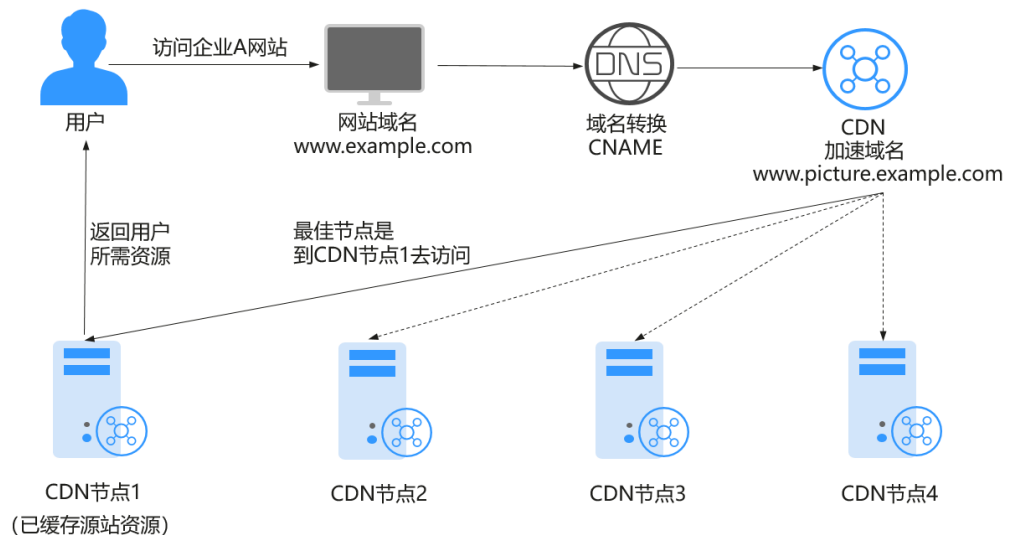 访问企业A网站
用户
网站域名
www.example.com
DNS
域名转换
CNAME
CDN
加速域名
www.picture.example.com
返回用户
所需资源
最佳节点是
到CDN节点1去访问
CDN节点1
(已缓存源站资源)
CDN节点2
CDN节点3
CDN节点4